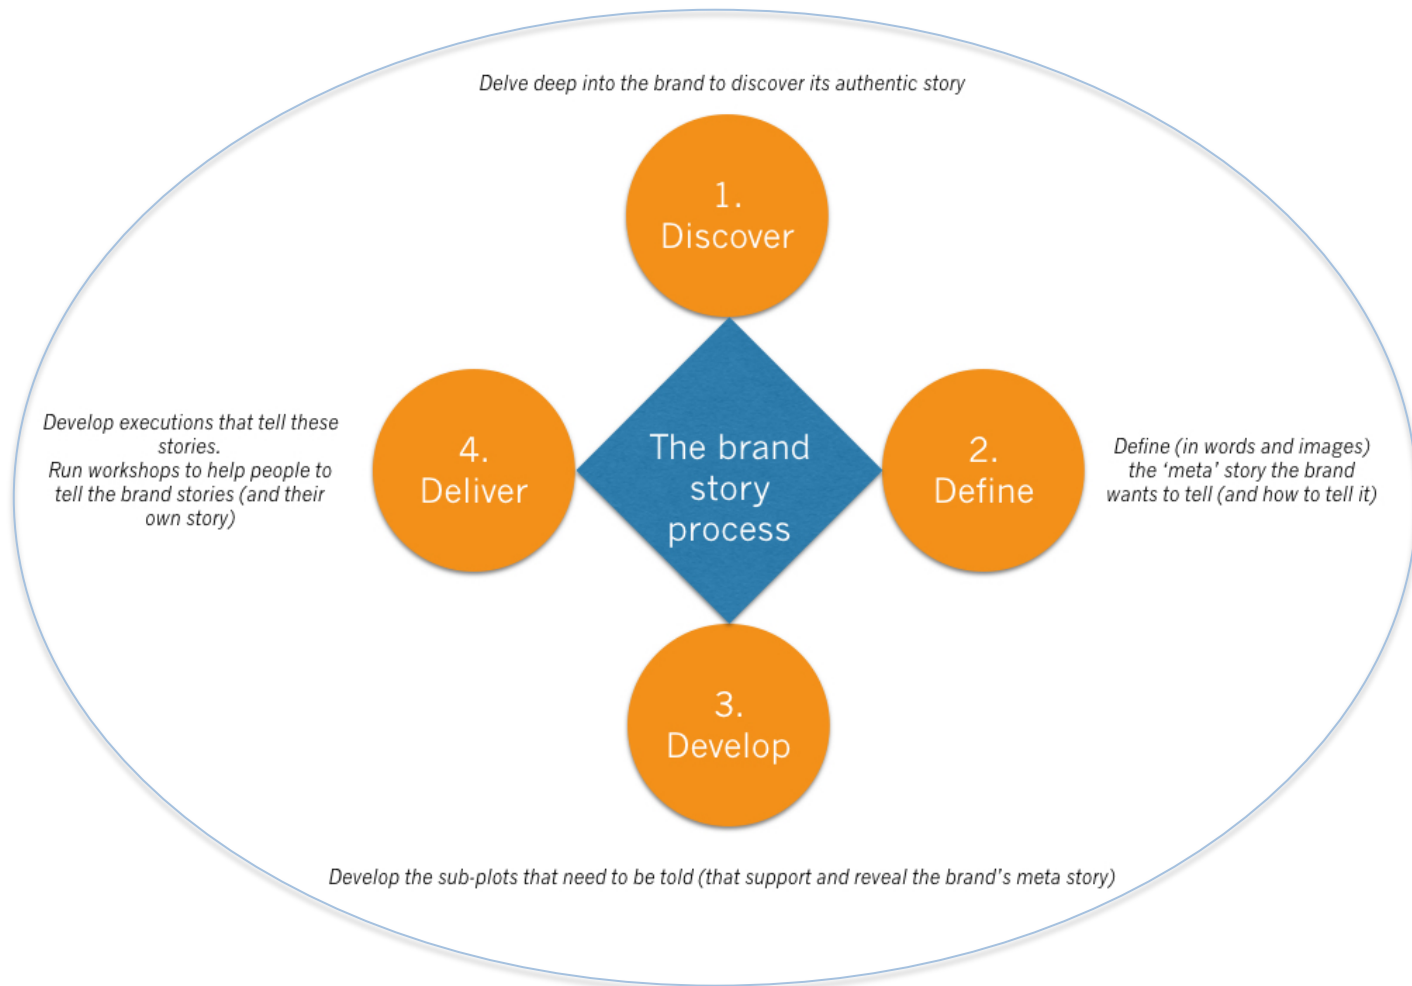 Delve deep into the brand to discover its authentic story
1.
Discover
The brand
story
process
2.
Define
Define (in words and images)
the ‘meta’ story the brand
wants to tell (and how to tell it)
3.
Develop
Develop the sub-plots that need to be told (that support and reveal the brand’s meta story)
4.
Deliver
Develop executions that tell these
stories.
Run workshops to help people to
tell the brand stories (and their
own story)